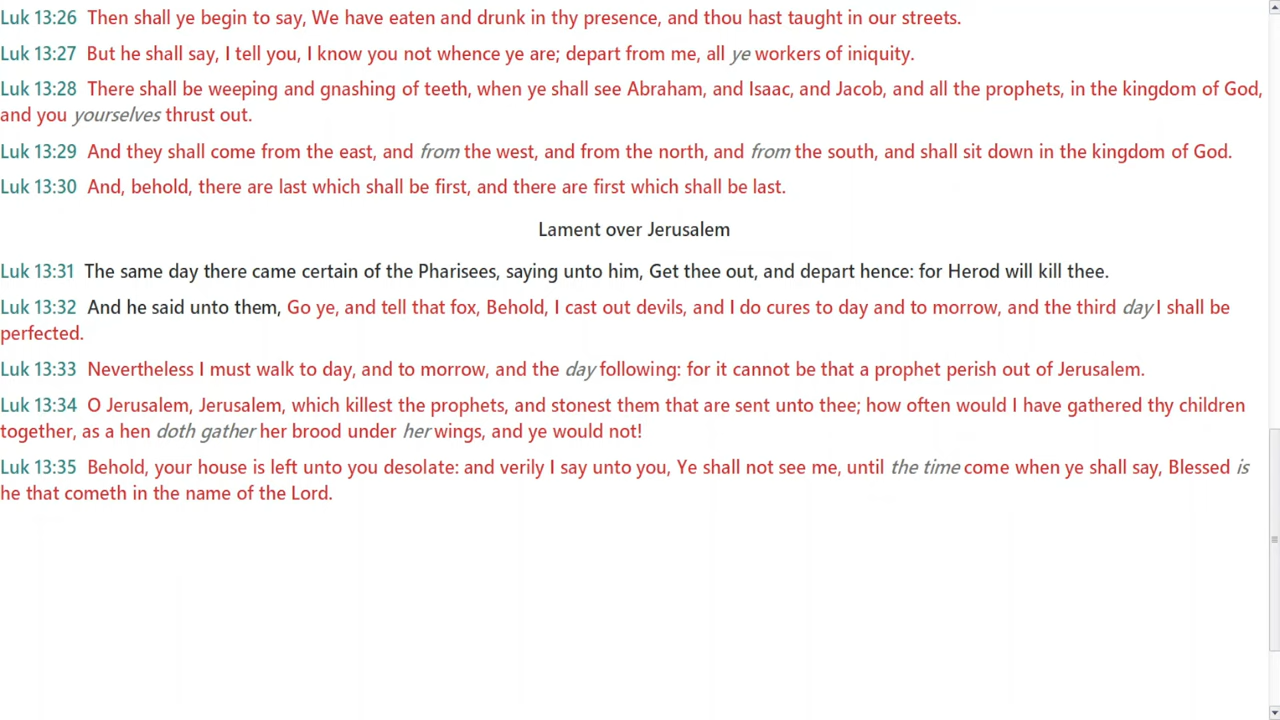 Luk 13:26 Then shall ye begin to say, We have eaten and drunk in thy presence, and thou hast taught in our streets.
Luk 13:27 But he shall say, I tell you, I know you not whence ye are; depart from me, all ye workers of iniquity.
Luk 13:28 There shall be weeping and gnashing of teeth, when ye shall see Abraham, and Isaac, and Jacob, and all the prophets, in the kingdom of God,
and you yourselves thrust out.
Luk 13:29 And they shall come from the east, and from the west, and from the north, and from the south, and shall sit down in the kingdom of God.
Luk 13:30 And, behold, there are last which shall be first, and there are first which shall be last.
Lament over Jerusalem
Luk 13:31 The same day there came certain of the Pharisees, saying unto him, Get thee out, and depart hence: for Herod will kill thee.
Luk 13:32 And he said unto them, Go ye, and tell that fox, Behold, I cast out devils, and I do cures to day and to morrow, and the third day I shall be
perfected.
Luk 13:33 Nevertheless I must walk to day, and to morrow, and the day following: for it cannot be that a prophet perish out of Jerusalem.
Luk 13:34 O Jerusalem, Jerusalem, which killest the prophets, and stonest them that are sent unto thee; how often would I have gathered thy children
together, as a hen doth gather her brood under her wings, and ye would not!
Luk 13:35 Behold, your house is left unto you desolate: and verily I say unto you, Ye shall not see me, until the time come when ye shall say, Blessed is
he that cometh in the name of the Lord.